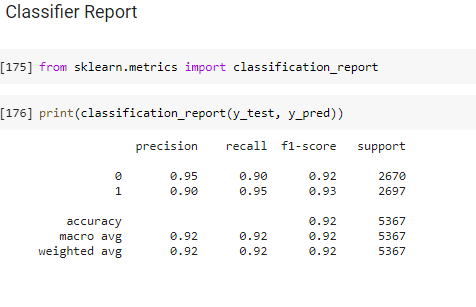 Classifier Report
[175] from sklearn.metrics import classification_report
[176] print(classification_report(y_test, y_pred))
precision recall f1-score support
0 0.95 0.90 0.92 2670
1 0.90 0.95 0.93 2697
accuracy 0.92 5367
macro avg 0.92 0.92 0.92 5367
weighted avg 0.92 0.92 0.92 5367